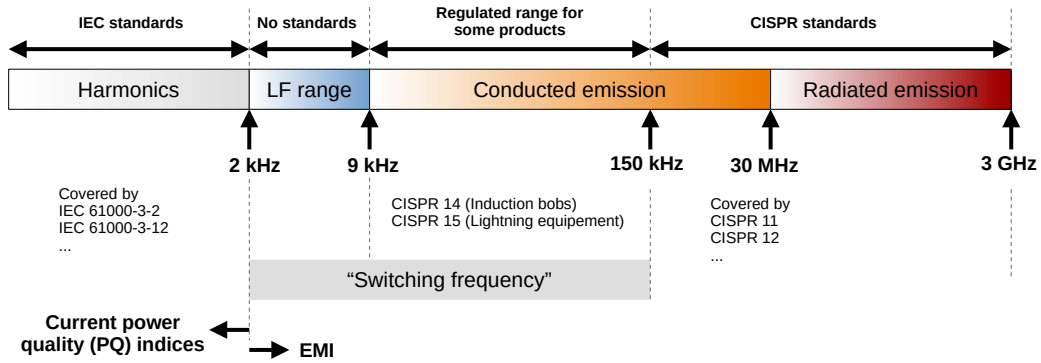 IEC standards
No standards
Regulated range for
some products
CISPR standards
Harmonics
LF range
Conducted emission
Radiated emission
2 kHz
9 kHz
150 kHz
30 MHz
3 GHz
Covered by
IEC 61000-3-2
IEC 61000-3-12
...
CISPR 14 (Induction bobs)
CISPR 15 (Lightning equipement)
Covered by
CISPR 11
CISPR 12
...
“Switching frequency”
Current power
quality (PQ) indices
EMI